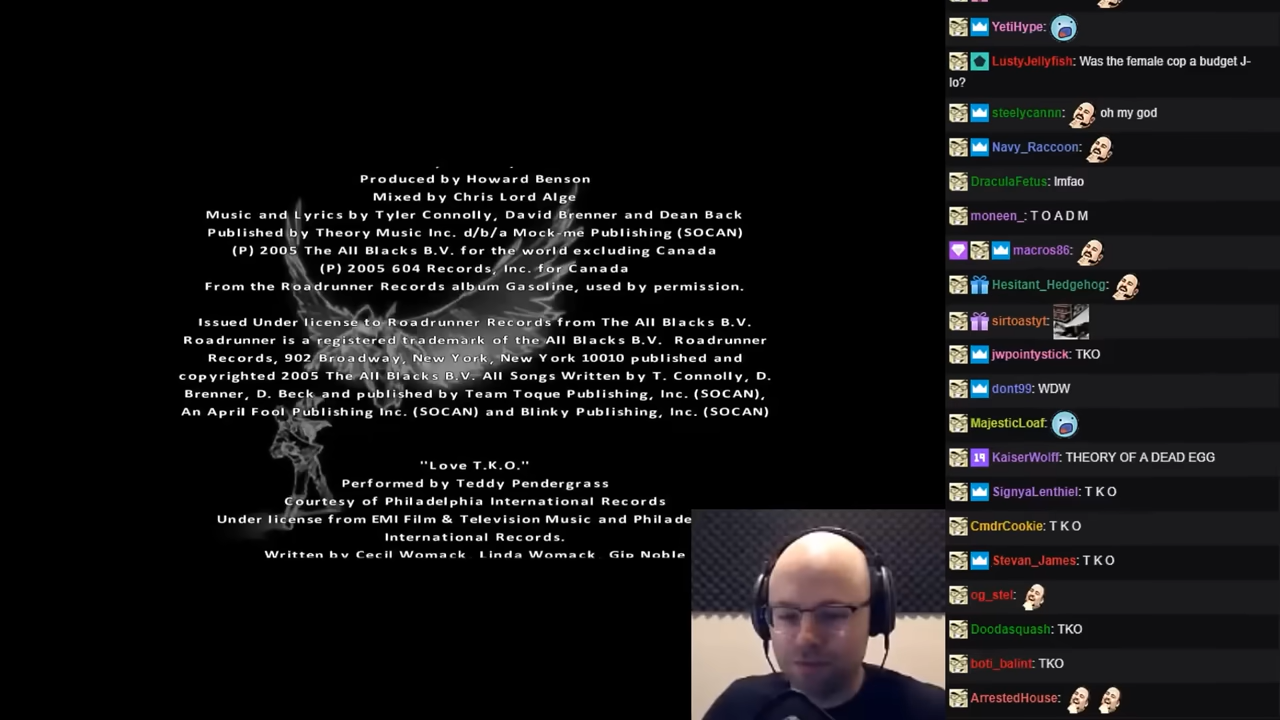 Produced by Howard Benson
Mixed by Chris Lord Alge
Music and Lyrics by Tyler Connolly, David Brenner and Dean Back
Published by Theory Music Inc. d/b/a Mock-me Publishing (SOCAN)
(P) 2005 The All Blacks B.V. for the world excluding Canada
(P) 2005 604 Records, Inc. for Canada
From the Roadrunner Records album Gasoline, used by permission.
Issued Under license to Roadrunner Records from The All Blacks B.V.
Roadrunner is a registered trademark of the All Blacks B.V. Roadrunner
Records, 902 Broadway, New York, New York 10010 published and
copyrighted 2005 The All Blacks B.V. All Songs Written by T. Connolly, D.
Brenner, D. Beck and published by Team Toque Publishing, Inc. (SOCAN),
An April Fool Publishing Inc. (SOCAN) and Blinky Publishing, Inc. (SOCAN)
"Love T.K.O."
Performed by Teddy Pendergrass
Courtesy of Philadelphia International Records
Under license from EMI Film & Television Music and Philade
International Records.
Written by Cecil Womack, Linda Womack, Gip Noble
YetiHype:
LustyJellyfish: Was the female cop a budget J-
lo?
steelycannn: oh my god
Navy_Raccoon:
DraculaFetus: lmfao
moneen_: T O A D M
macros86:
Hesitant_Hedgehog:
sirtoastyt:
jwpointystick: TKO
dont99: WDW
MajesticLoaf:
19 KaiserWolff: THEORY OF A DEAD EGG
SignyaLenthiel: T K O
CmdrCookie: T K O
Stevan_James: T K O
og_stel:
Doodasquash: TKO
boti_balint: TKO
ArrestedHouse: